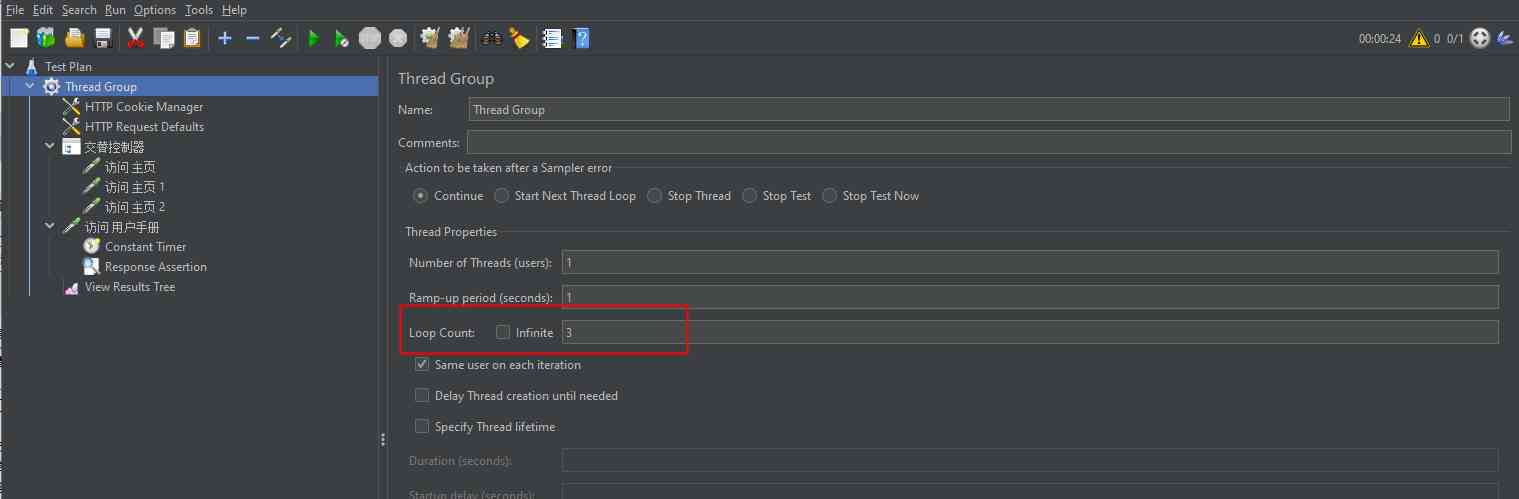 File Edit Search Run Options Tools Help
00:00:24 0 0/1
Test Plan
Thread Group
HTTP Cookie Manager
HTTP Request Defaults
交替控制器
访问 主页
访问 主页 1
访问 主页 2
访问 用户手册
Constant Timer
Response Assertion
View Results Tree
Thread Group
Name: Thread Group
Comments:
Action to be taken after a Sampler error
Continue Start Next Thread Loop Stop Thread Stop Test Stop Test Now
Thread Properties
Number of Threads (users): 1
Ramp-up period (seconds): 1
Loop Count: Infinite 3
Same user on each iteration
Delay Thread creation until needed
Specify Thread lifetime
Duration (seconds):
Startup delay (seconds):